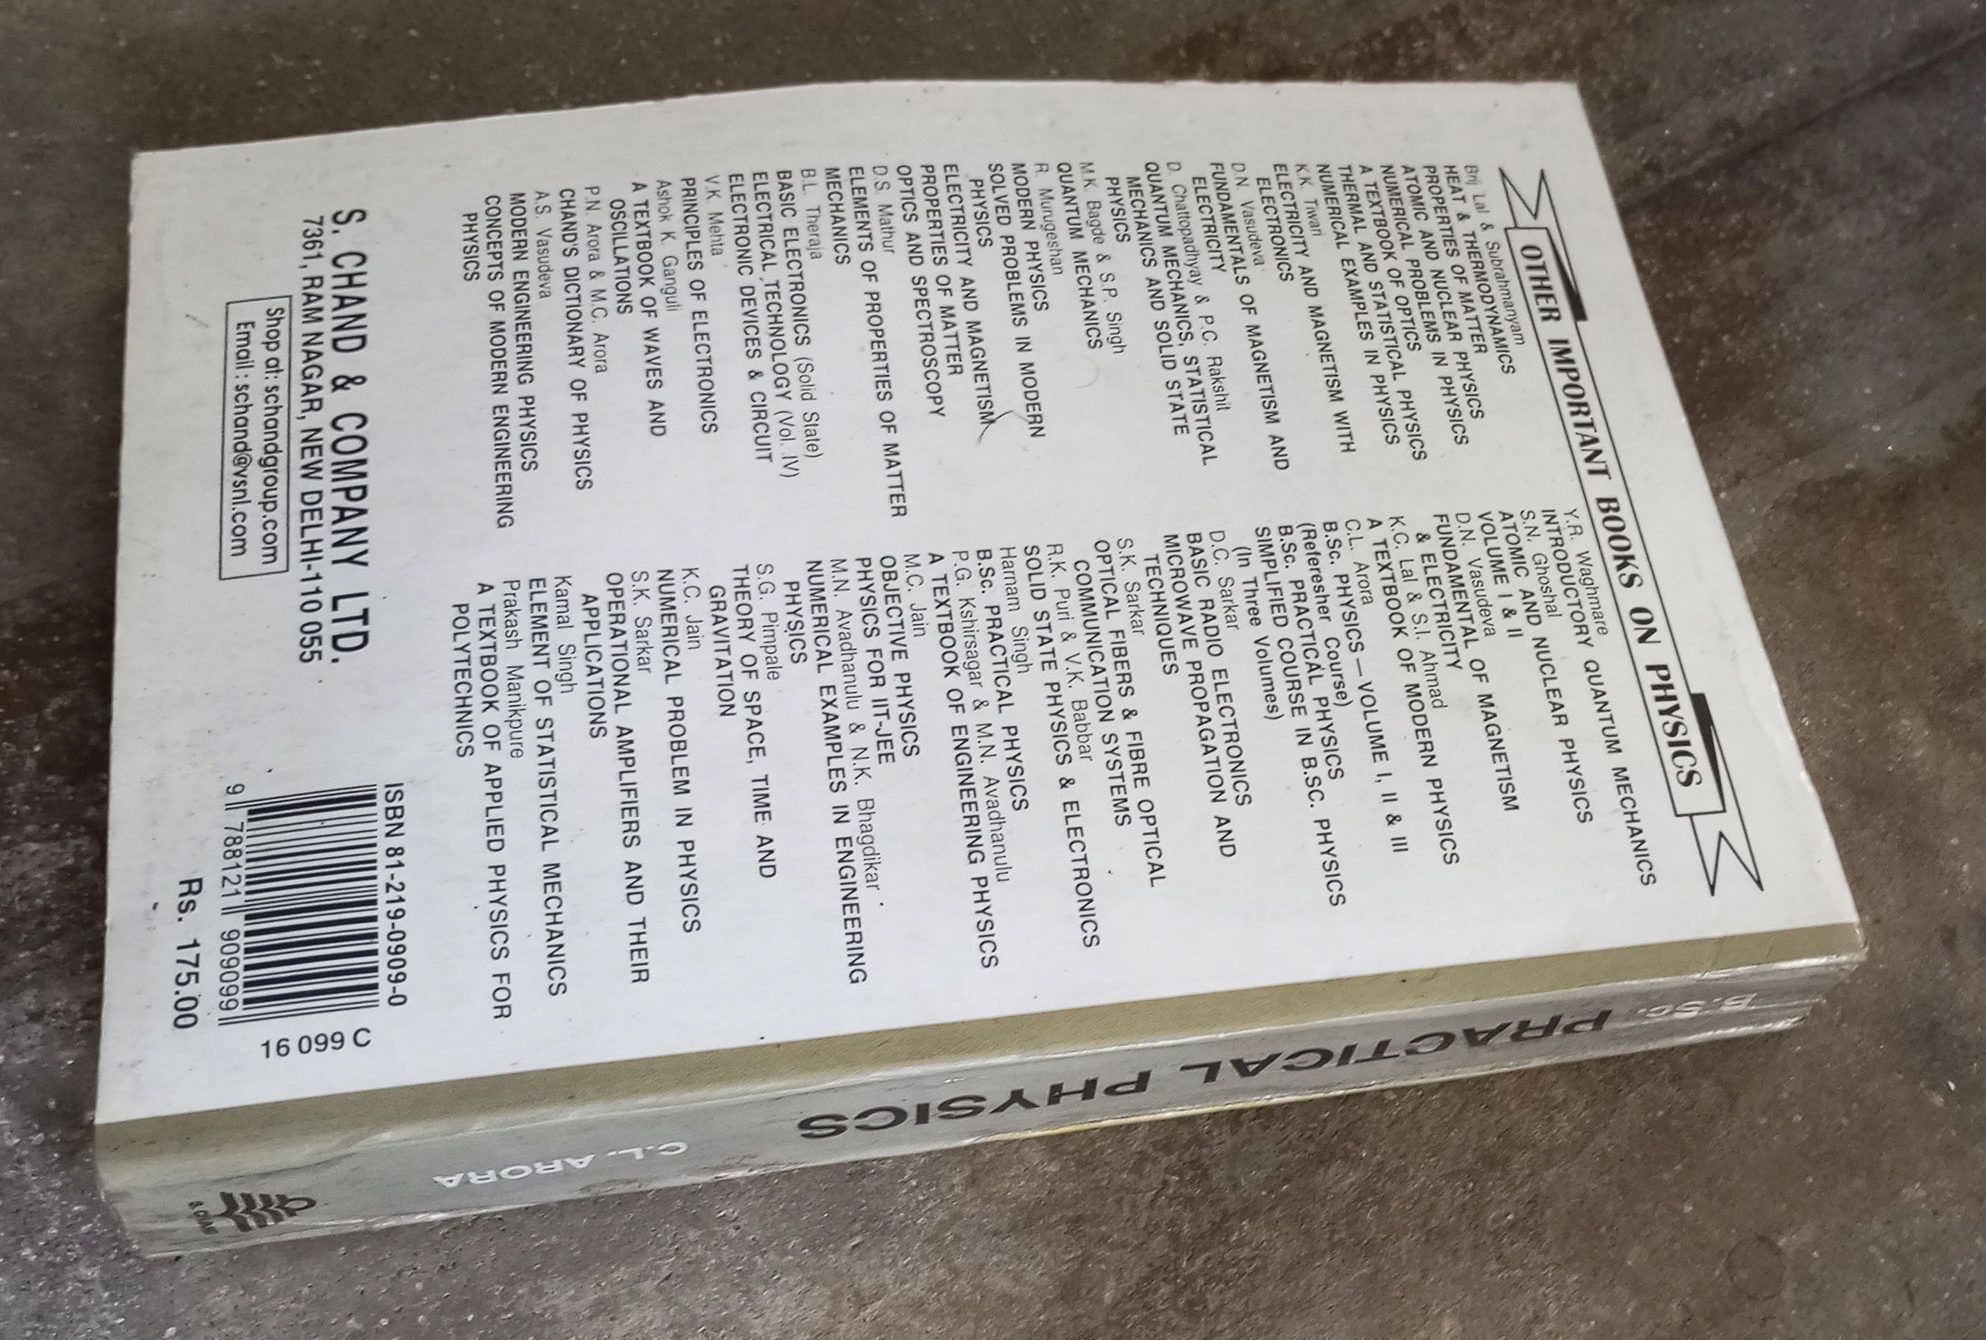 OTHER IMPORTANT BOOKS ON PHYSICS
Brij Lal & Subrahmanyam
HEAT & THERMODYNAMICS
PROPERTIES OF MATTER
ATOMIC AND NUCLEAR PHYSICS
NUMERICAL PROBLEMS IN PHYSICS
A TEXTBOOK OF OPTICS
THERMAL AND STATISTICAL PHYSICS
NUMERICAL EXAMPLES IN PHYSICS
K.K. Tiwari
ELECTRICITY AND MAGNETISM WITH
ELECTRONICS
D.N. Vasudeva
FUNDAMENTALS OF MAGNETISM AND
ELECTRICITY
D. Chattopadhyay & P.C. Rakshit
QUANTUM MECHANICS, STATISTICAL
MECHANICS AND SOLID STATE
PHYSICS
M.K. Bagde & S.P. Singh
QUANTUM MECHANICS
R. Murugeshan
MODERN PHYSICS
SOLVED PROBLEMS IN MODERN
PHYSICS
ELECTRICITY AND MAGNETISM
PROPERTIES OF MATTER
OPTICS AND SPECTROSCOPY
D.S. Mathur
ELEMENTS OF PROPERTIES OF MATTER
MECHANICS
B.L. Theraja
BASIC ELECTRONICS (Solid State)
ELECTRICAL TECHNOLOGY (Vol. IV)
ELECTRONIC DEVICES & CIRCUIT
V.K. Mehta
PRINCIPLES OF ELECTRONICS
Ashok K. Ganguli
A TEXTBOOK OF WAVES AND
OSCILLATIONS
P.N. Arora & M.C. Arora
CHAND'S DICTIONARY OF PHYSICS
A.S. Vasudeva
MODERN ENGINEERING PHYSICS
CONCEPTS OF MODERN ENGINEERING
PHYSICS
Y.R. Waghmare
INTRODUCTORY QUANTUM MECHANICS
S.N. Ghoshal
ATOMIC AND NUCLEAR PHYSICS
VOLUME I & II
D.N. Vasudeva
FUNDAMENTAL OF MAGNETISM
& ELECTRICITY
K.C. Lal & S.I. Ahmad
A TEXTBOOK OF MODERN PHYSICS
C.L. Arora
B.Sc. PHYSICS—VOLUME I, II & III
(Referesher Course)
B.Sc. PRACTICAL PHYSICS
SIMPLIFIED COURSE IN B.SC. PHYSICS
(In Three Volumes)
D.C. Sarkar
BASIC RADIO ELECTRONICS
MICROWAVE PROPAGATION AND
TECHNIQUES
S.K. Sarkar
OPTICAL FIBERS & FIBRE OPTICAL
COMMUNICATION SYSTEMS
R.K. Puri & V.K. Babbar
SOLID STATE PHYSICS & ELECTRONICS
Harnam Singh
B.Sc. PRACTICAL PHYSICS
P.G. Kshirsagar & M.N. Avadhanulu
A TEXTBOOK OF ENGINEERING PHYSICS
M.C. Jain
OBJECTIVE PHYSICS
PHYSICS FOR IIT-JEE
M.N. Avadhanulu & N.K. Bhagdikar
NUMERICAL EXAMPLES IN ENGINEERING
PHYSICS
S.G. Pimpale
THEORY OF SPACE, TIME AND
GRAVITATION
K.C. Jain
NUMERICAL PROBLEM IN PHYSICS
S.K. Sarkar
OPERATIONAL AMPLIFIERS AND THEIR
APPLICATIONS
Kamal Singh
ELEMENT OF STATISTICAL MECHANICS
Prakash Manikpure
A TEXTBOOK OF APPLIED PHYSICS FOR
POLYTECHNICS
S. CHAND & COMPANY LTD.
7361, RAM NAGAR, NEW DELHI-110 055
Shop at: schandgroup.com
Email : schand@vsnl.com
ISBN 81-219-0909-0
9 788121 909099
16 099 C
Rs. 175.00
B.Sc. PRACTICAL PHYSICS
C.L. ARORA